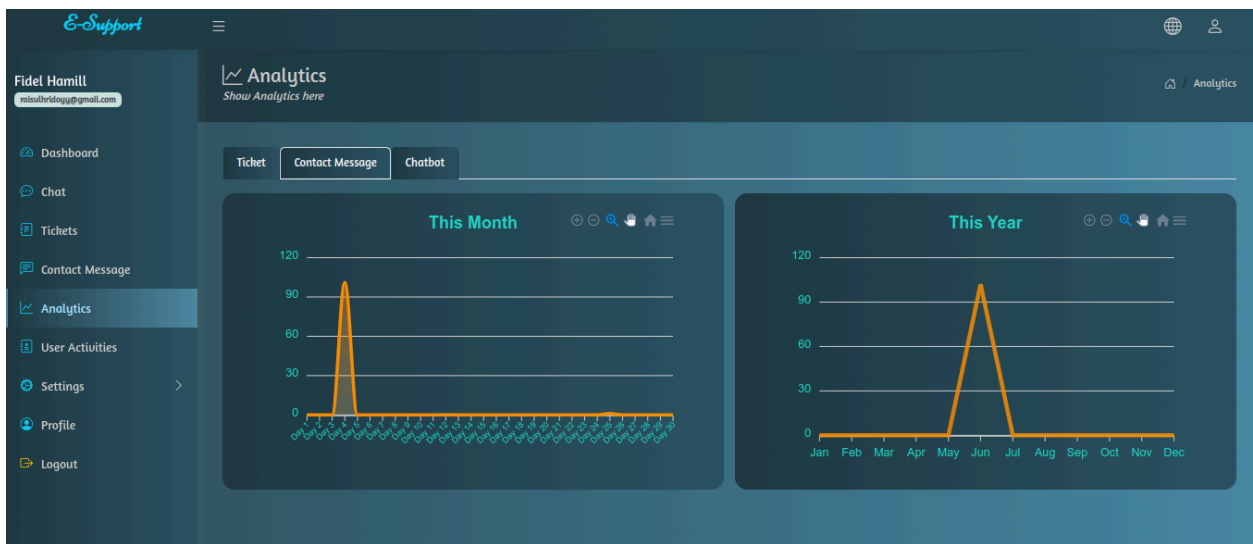 E-Support
Fidel Hamill
raisulhridoyy@gmail.com
Dashboard
Chat
Tickets
Contact Message
Analytics
User Activities
Settings
Profile
Logout
Analytics
Show Analytics here
/ Analytics
Ticket Contact Message Chatbot
This Month
120
90
60
30
0
Day 1 Day 2 Day 3 Day 4 Day 5 Day 6 Day 7 Day 8 Day 9 Day 10 Day 11 Day 12 Day 13 Day 14 Day 15 Day 16 Day 17 Day 18 Day 19 Day 20 Day 21 Day 22 Day 23 Day 24 Day 25 Day 26 Day 27 Day 28 Day 29 Day 30
This Year
120
90
60
30
0
Jan Feb Mar Apr May Jun Jul Aug Sep Oct Nov Dec